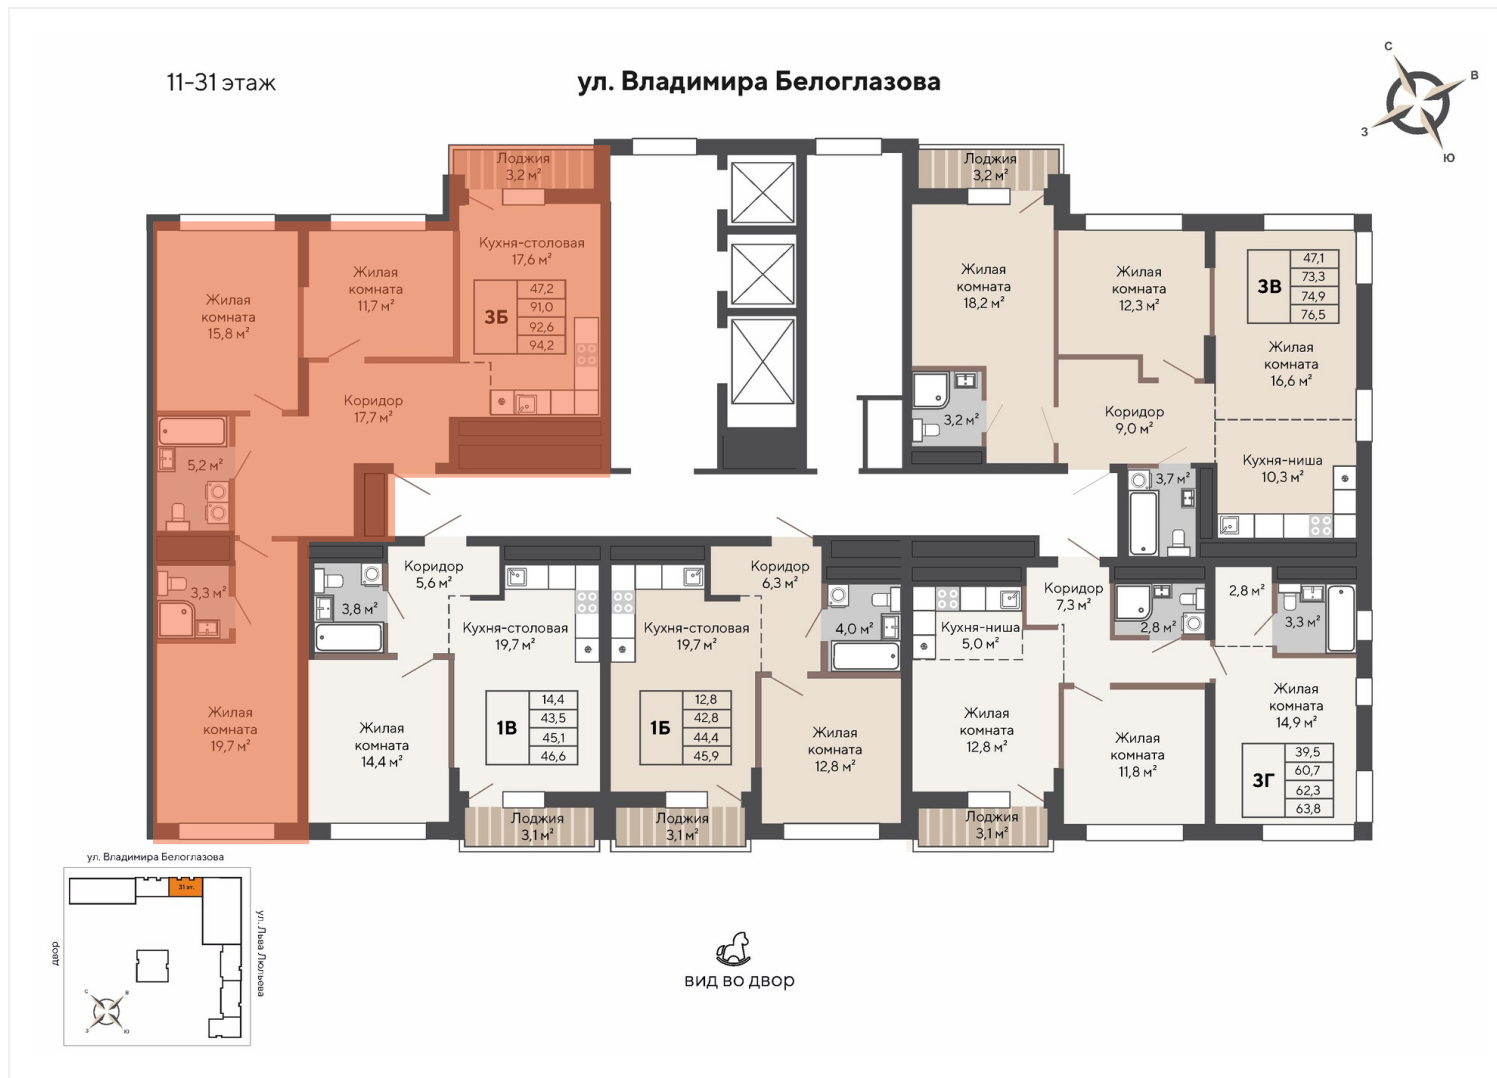 11-31 этаж
ул. Владимира Белоглазова
С
В
З
Ю
Лоджия
3,2 м²
Кухня-столовая
17,6 м²
3Б
47,2
91,0
92,6
94,2
Жилая
комната
11,7 м²
Жилая
комната
15,8 м²
Коридор
17,7 м²
5,2 м²
3,3 м²
Жилая
комната
19,7 м²
Лоджия
3,2 м²
Жилая
комната
18,2 м²
Жилая
комната
12,3 м²
3В
47,1
73,3
74,9
76,5
Жилая
комната
16,6 м²
3,2 м²
Коридор
9,0 м²
Кухня-ниша
10,3 м²
3,7 м²
Коридор
5,6 м²
3,8 м²
Кухня-столовая
19,7 м²
1В
14,4
43,5
45,1
46,6
Жилая
комната
14,4 м²
Лоджия
3,1 м²
Коридор
6,3 м²
4,0 м²
Кухня-столовая
19,7 м²
1Б
12,8
42,8
44,4
45,9
Жилая
комната
12,8 м²
Лоджия
3,1 м²
Коридор
7,3 м²
Кухня-ниша
5,0 м²
2,8 м²
2,8 м²
3,3 м²
Жилая
комната
12,8 м²
Жилая
комната
11,8 м²
Жилая
комната
14,9 м²
3Г
39,5
60,7
62,3
63,8
Лоджия
3,1 м²
ул. Владимира Белоглазова
31 эт.
двор
ул. Льва Люльева
С
В
З
Ю
вид во двор